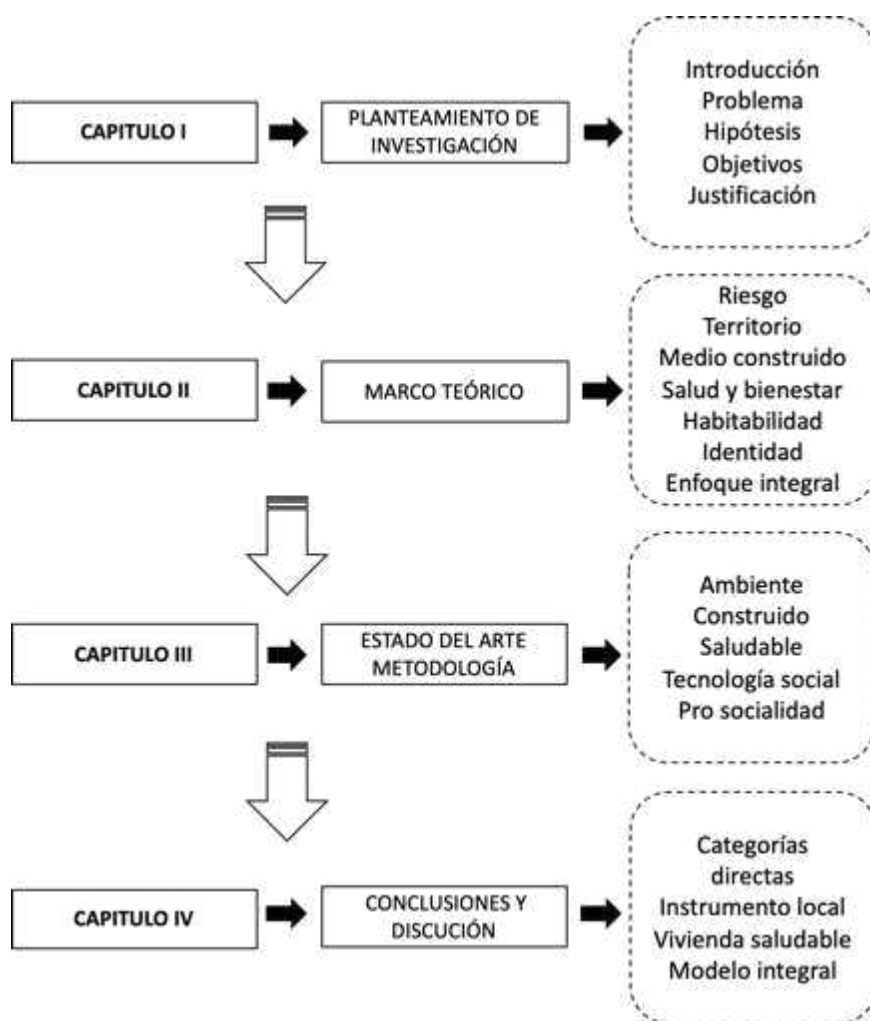 CAPITULO I
PLANTEAMIENTO DE
INVESTIGACIÓN
Introducción
Problema
Hipótesis
Objetivos
Justificación
CAPITULO II
MARCO TEÓRICO
Riesgo
Territorio
Medio construido
Salud y bienestar
Habitabilidad
Identidad
Enfoque integral
CAPITULO III
ESTADO DEL ARTE
METODOLOGÍA
Ambiente
Construido
Saludable
Tecnología social
Pro socialidad
CAPITULO IV
CONCLUSIONES Y
DISCUCIÓN
Categorías
directas
Instrumento local
Vivienda saludable
Modelo integral